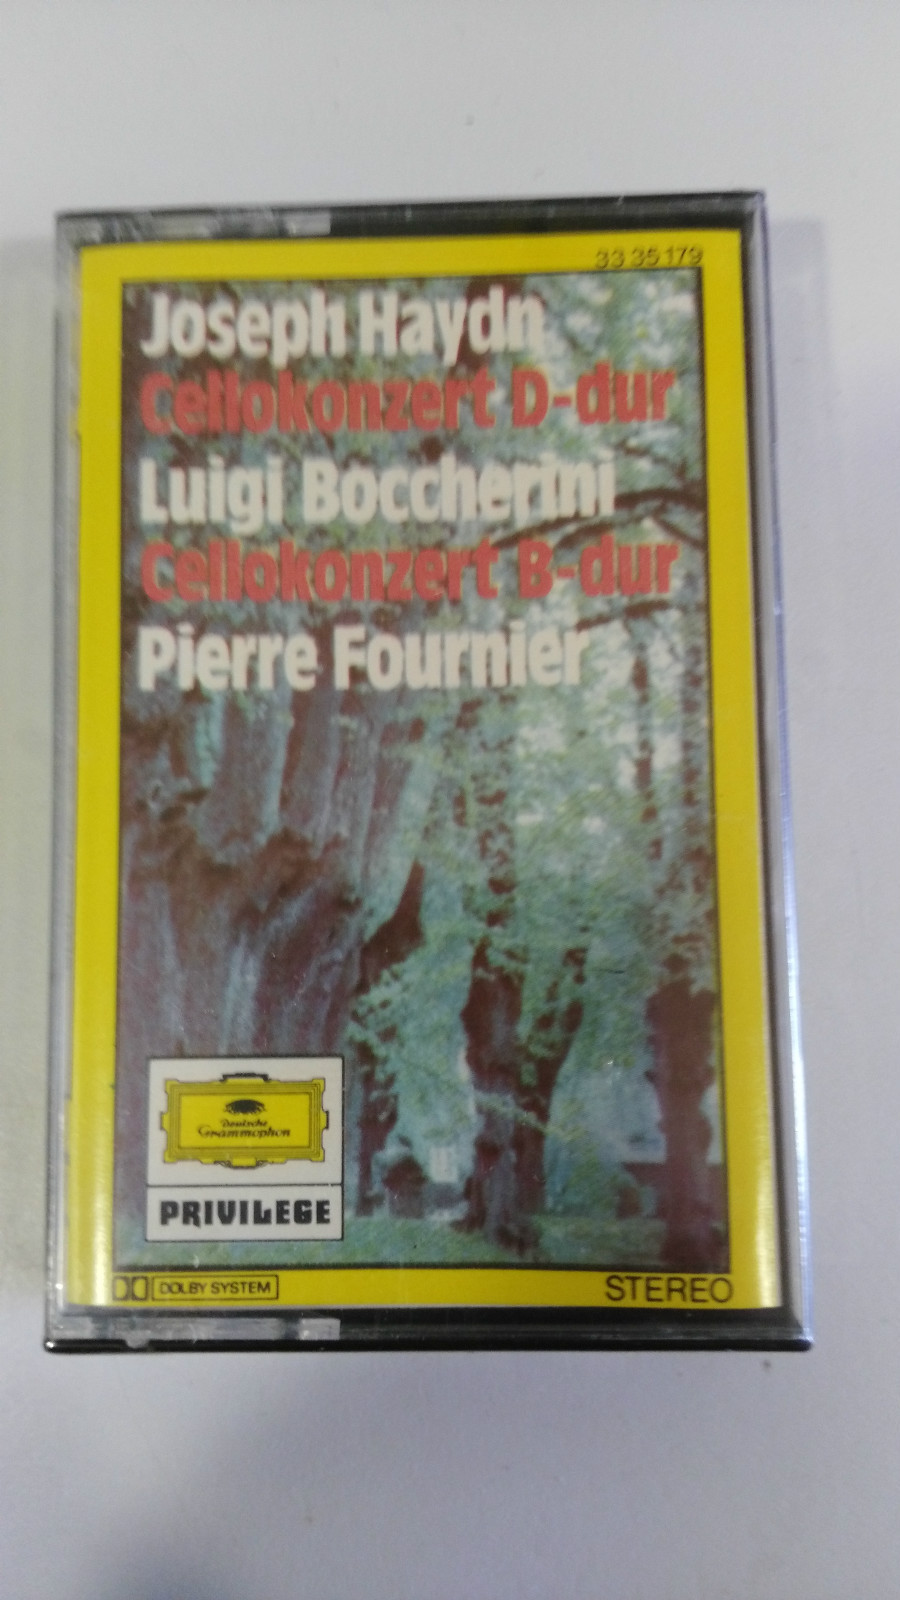 33 35 179
Joseph Haydn
Cellokonzert D-dur
Luigi Boccherini
Cellokonzert B-dur
Pierre Fournier
Deutsche
Grammophon
PRIVILEGE
DOLBY SYSTEM
STEREO